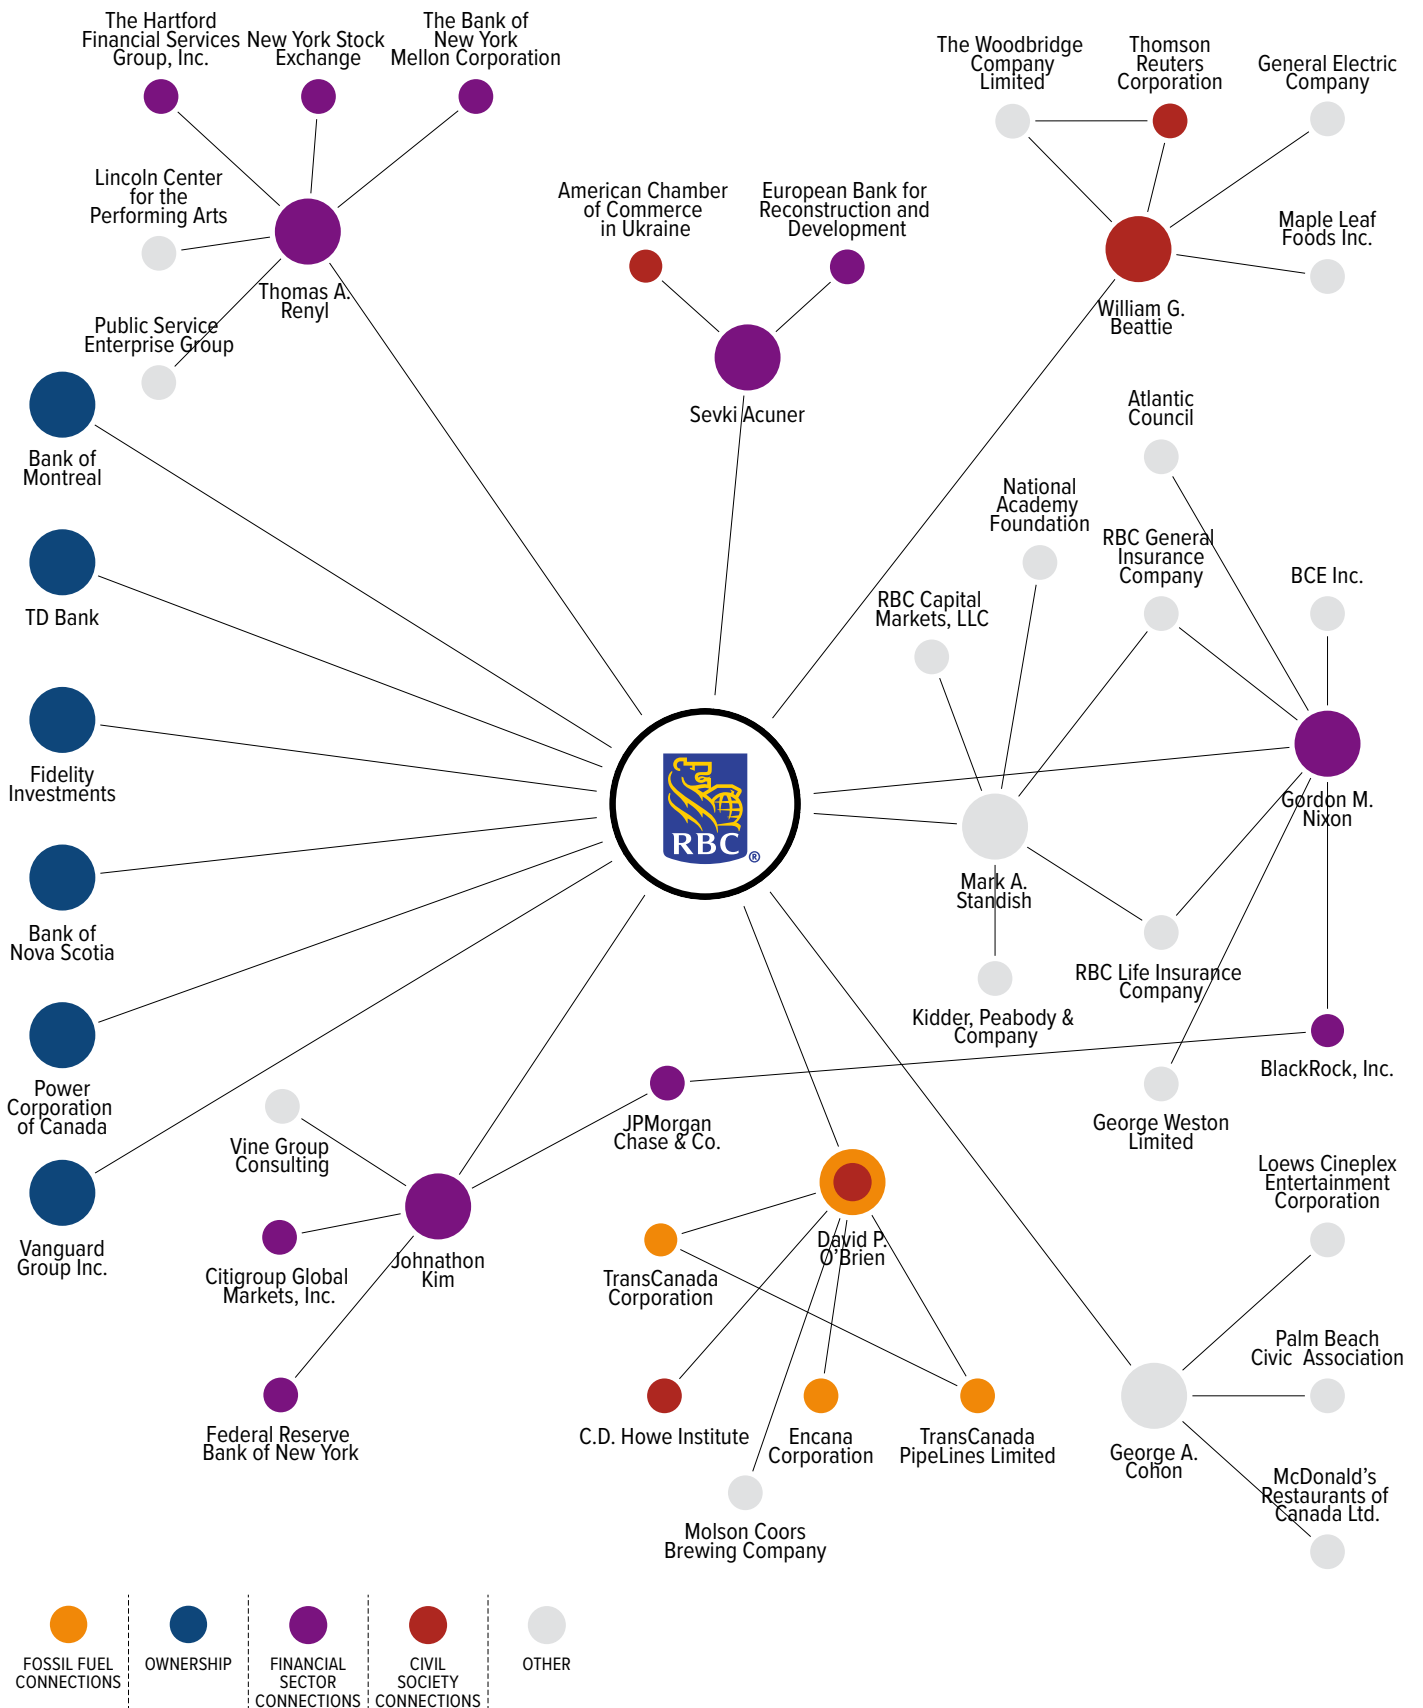 The Hartford
Financial Services
Group, Inc.
New York Stock
Exchange
The Bank of
New York
Mellon Corporation
The Woodbridge
Company
Limited
Thomson
Reuters
Corporation
General Electric
Company
Lincoln Center
for the
Performing Arts
American Chamber
of Commerce
in Ukraine
European Bank for
Reconstruction and
Development
Maple Leaf
Foods Inc.
Thomas A.
Renyl
William G.
Beattie
Public Service
Enterprise Group
Sevki Acuner
Atlantic
Council
Bank of
Montreal
National
Academy
Foundation
RBC General
Insurance
Company
BCE Inc.
RBC Capital
Markets, LLC
TD Bank
Fidelity
Investments
RBC
®
Gordon M.
Nixon
Mark A.
Standish
Bank of
Nova Scotia
RBC Life Insurance
Company
Kidder, Peabody &
Company
BlackRock, Inc.
Power
Corporation
of Canada
JPMorgan
Chase & Co.
George Weston
Limited
Vine Group
Consulting
Loews Cineplex
Entertainment
Corporation
Vanguard
Group Inc.
Johnathon
Kim
David P.
O'Brien
Citigroup Global
Markets, Inc.
TransCanada
Corporation
Palm Beach
Civic  Association
Federal Reserve
Bank of New York
C.D. Howe Institute
Encana
Corporation
TransCanada
PipeLines Limited
George A.
Cohon
McDonald's
Restaurants of
Canada Ltd.
Molson Coors
Brewing Company
FOSSIL FUEL
CONNECTIONS
OWNERSHIP
FINANCIAL
SECTOR
CONNECTIONS
CIVIL
SOCIETY
CONNECTIONS
OTHER